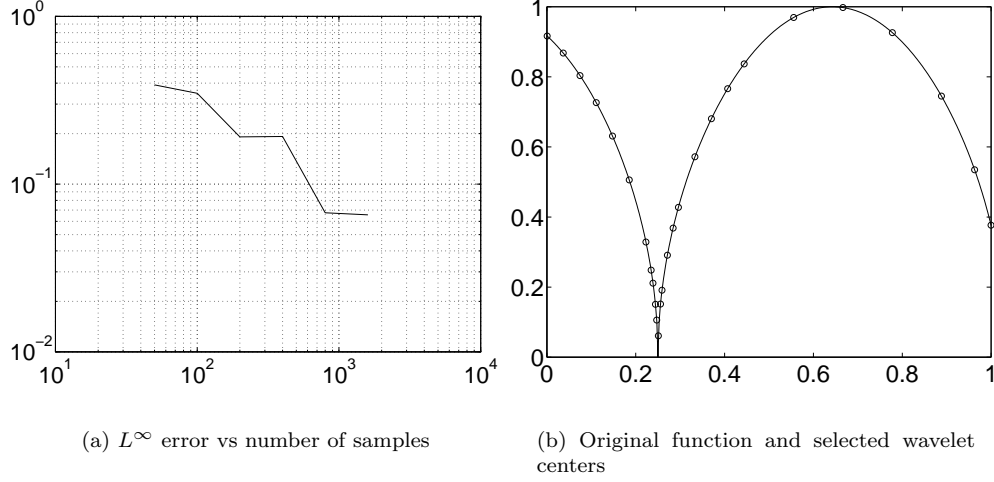 10^0
10^-1
10^-2
10^1 10^2 10^3 10^4
1
0.8
0.6
0.4
0.2
0
0 0.2 0.4 0.6 0.8 1
(a) L^∞ error vs number of samples
(b) Original function and selected wavelet
centers